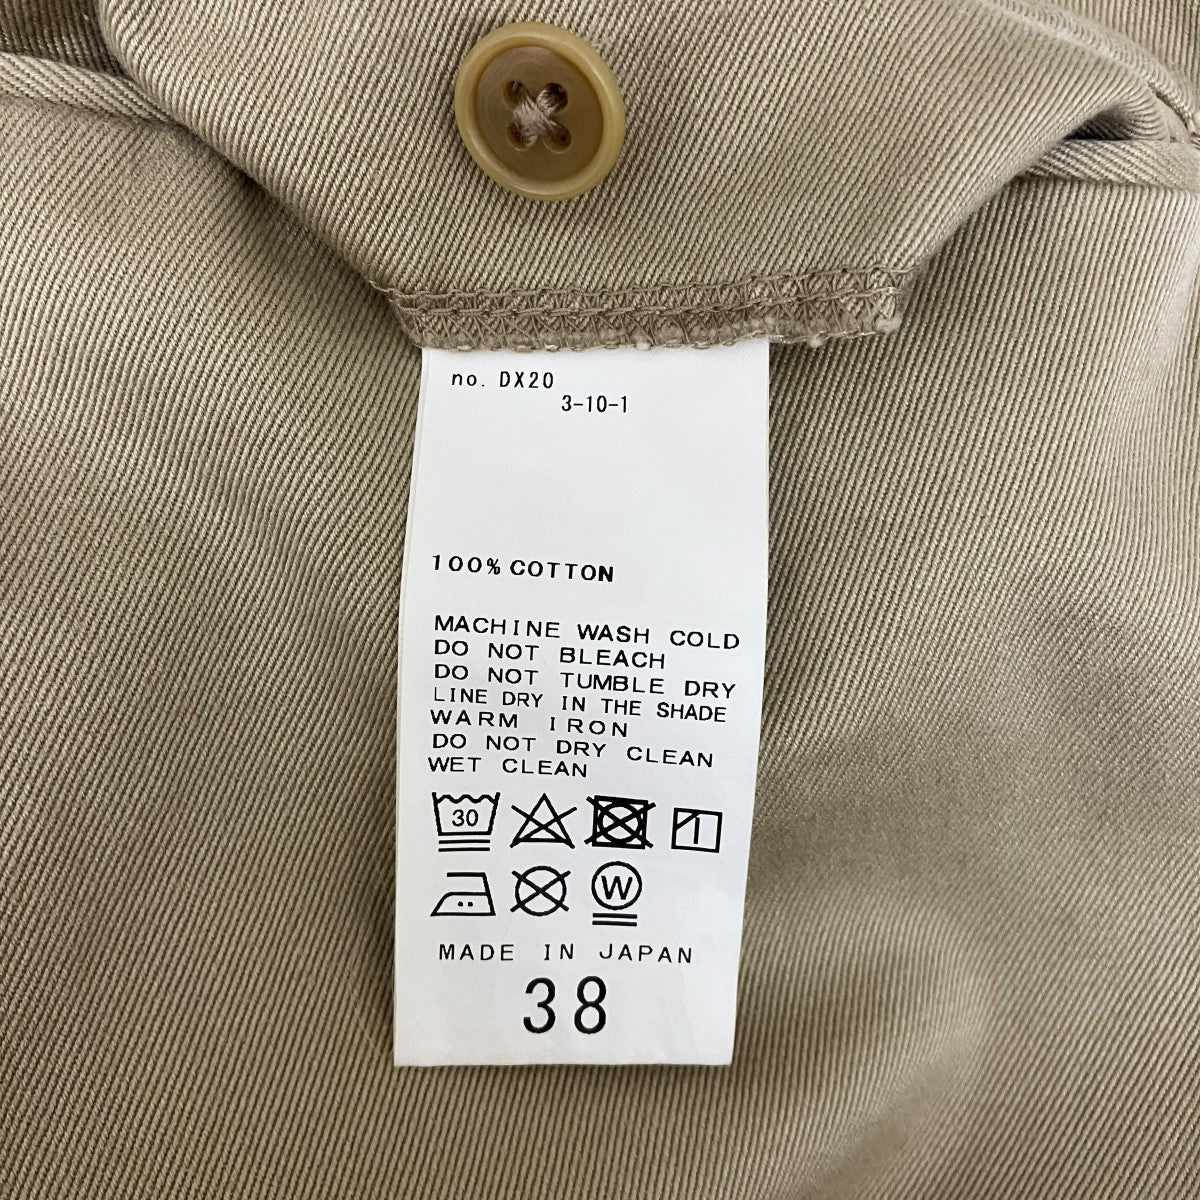 no. DX20
3-10-1
100% COTTON
MACHINE WASH COLD
DO NOT BLEACH
DO NOT TUMBLE DRY
LINE DRY IN THE SHADE
WARM IRON
DO NOT DRY CLEAN
WET CLEAN
30
W
MADE IN JAPAN
38